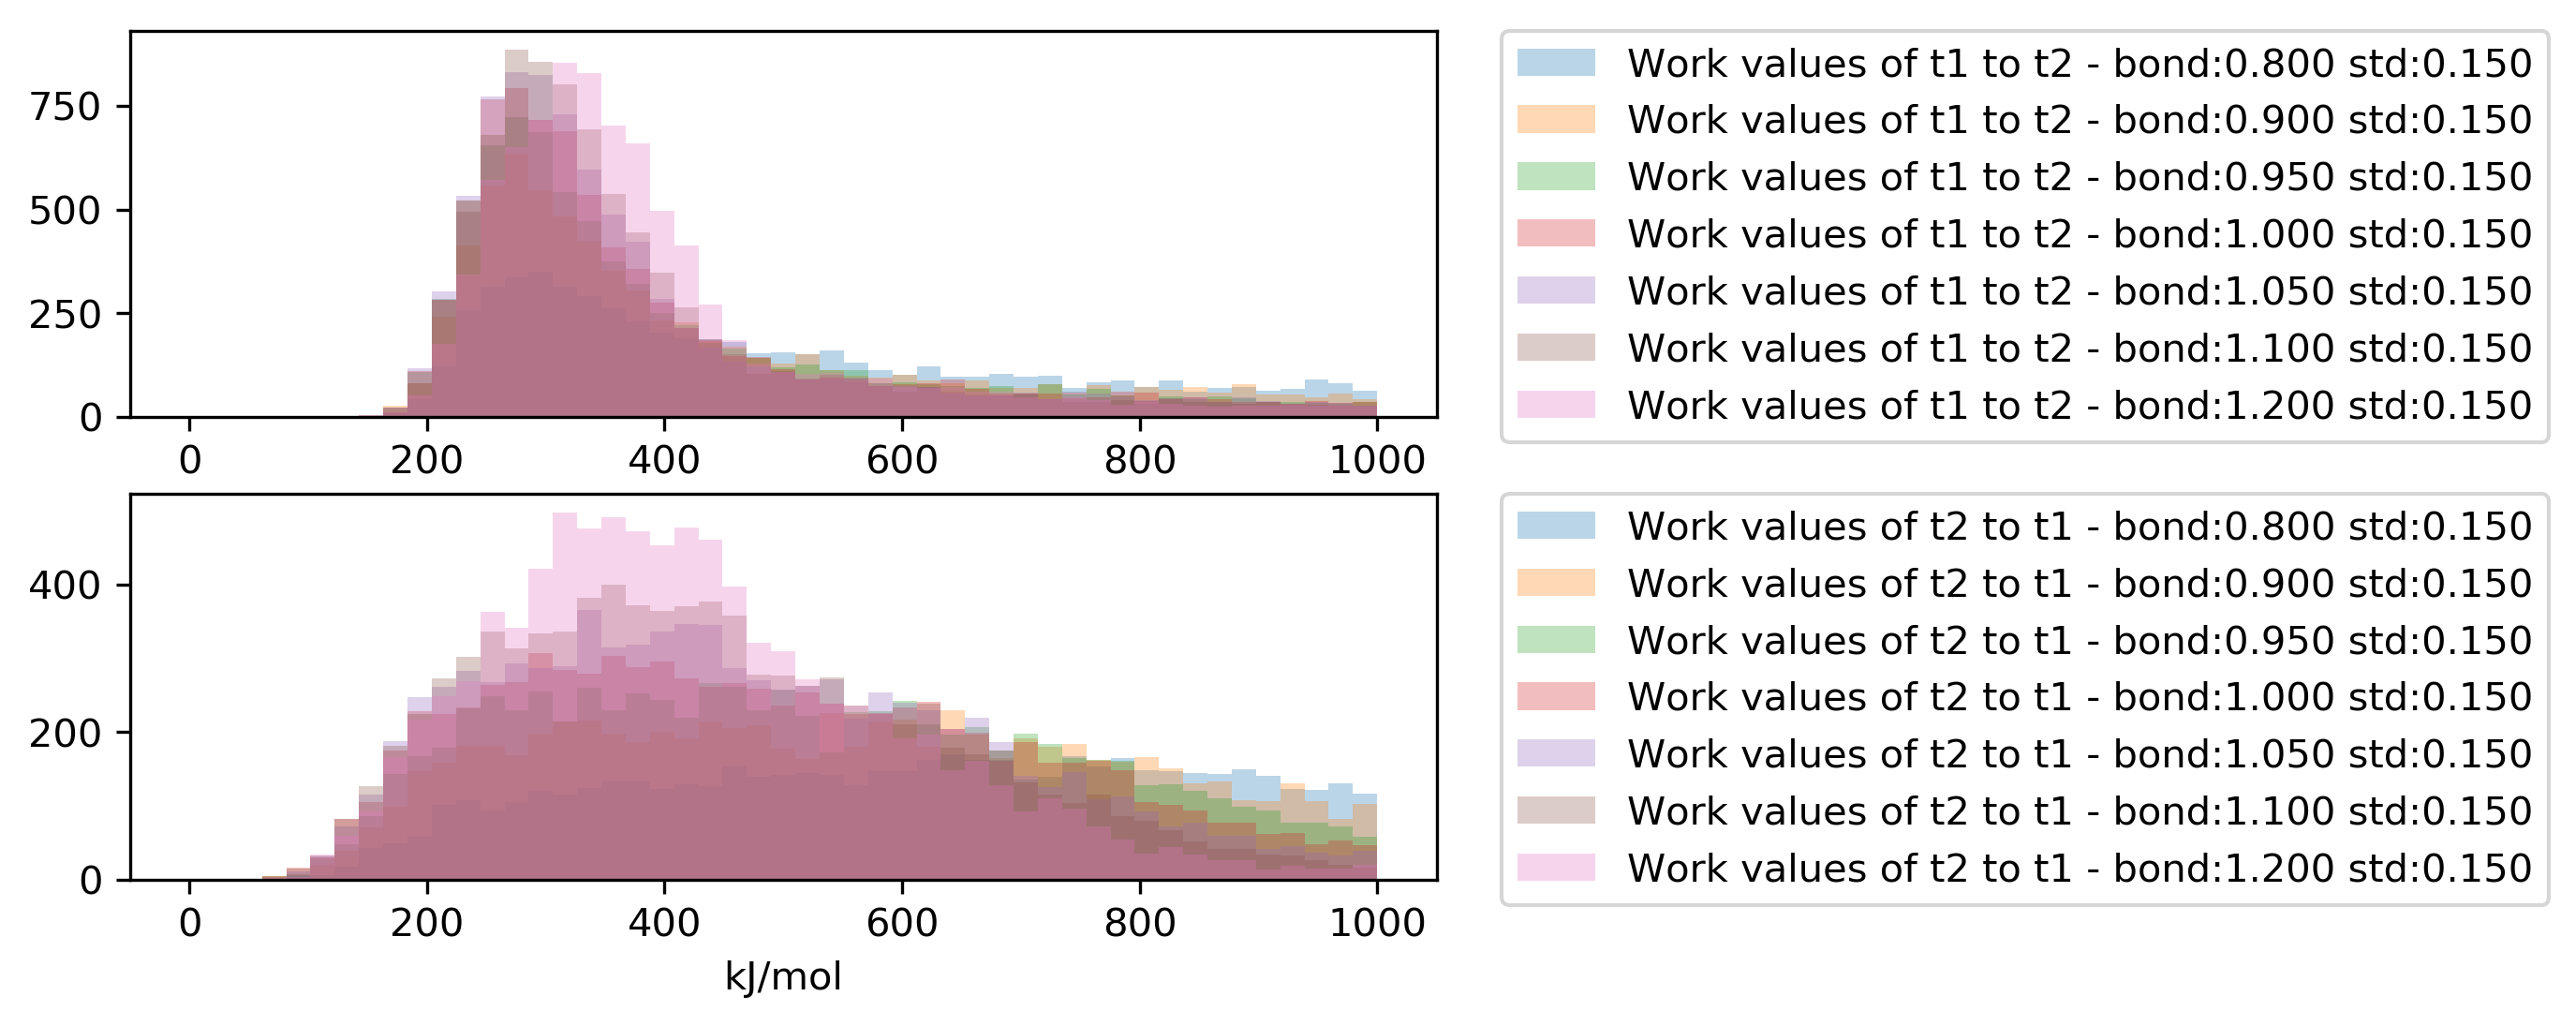 750
500
250
0
0 200 400 600 800 1000
Work values of t1 to t2 - bond:0.800 std:0.150
Work values of t1 to t2 - bond:0.900 std:0.150
Work values of t1 to t2 - bond:0.950 std:0.150
Work values of t1 to t2 - bond:1.000 std:0.150
Work values of t1 to t2 - bond:1.050 std:0.150
Work values of t1 to t2 - bond:1.100 std:0.150
Work values of t1 to t2 - bond:1.200 std:0.150
400
200
0
0 200 400 600 800 1000
kJ/mol
Work values of t2 to t1 - bond:0.800 std:0.150
Work values of t2 to t1 - bond:0.900 std:0.150
Work values of t2 to t1 - bond:0.950 std:0.150
Work values of t2 to t1 - bond:1.000 std:0.150
Work values of t2 to t1 - bond:1.050 std:0.150
Work values of t2 to t1 - bond:1.100 std:0.150
Work values of t2 to t1 - bond:1.200 std:0.150